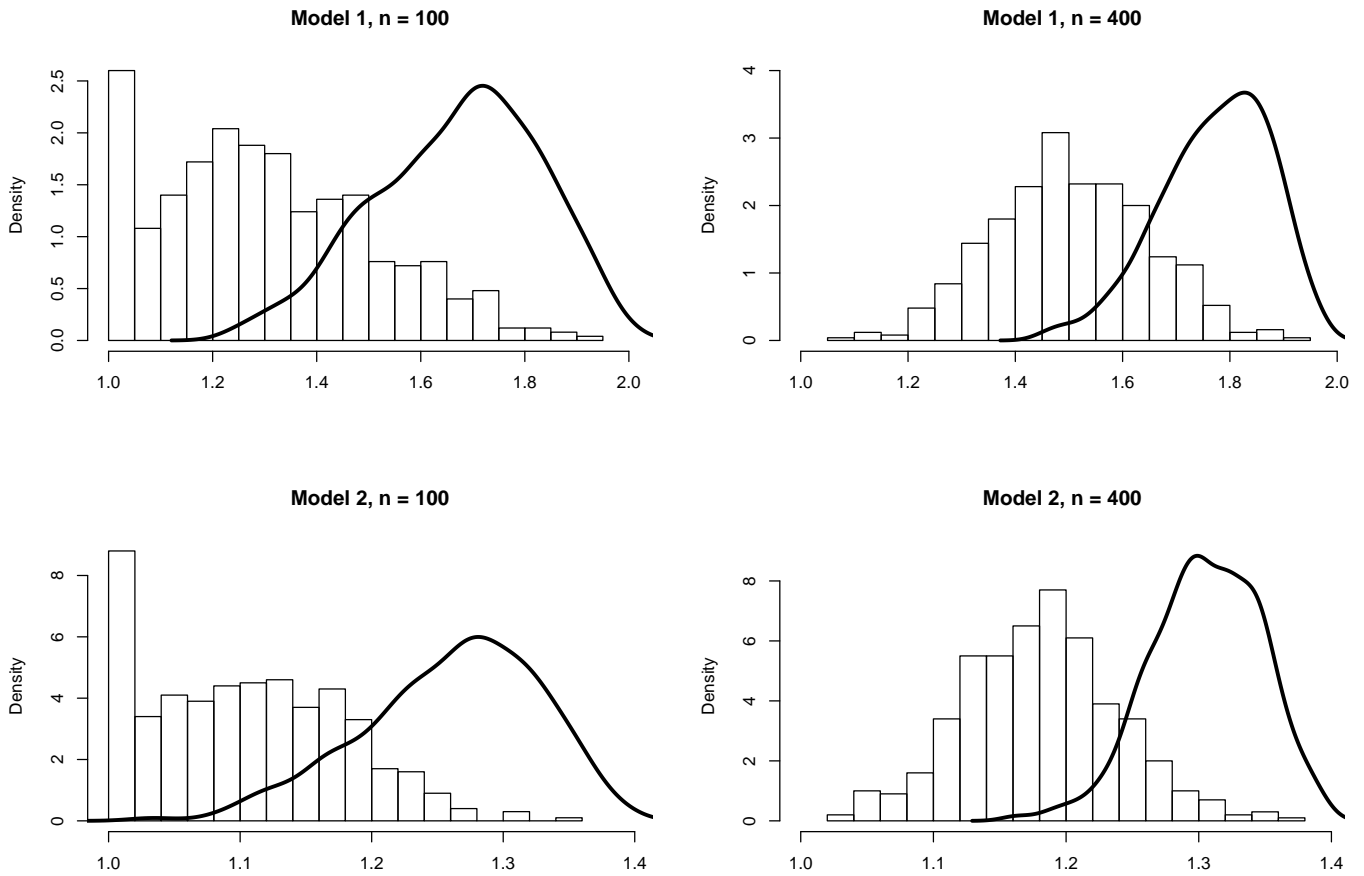 Model 1, n = 100
Density
0.0 0.5 1.0 1.5 2.0 2.5
1.0 1.2 1.4 1.6 1.8 2.0
Model 1, n = 400
Density
0 1 2 3 4
1.0 1.2 1.4 1.6 1.8 2.0
Model 2, n = 100
Density
0 2 4 6 8
1.0 1.1 1.2 1.3 1.4
Model 2, n = 400
Density
0 2 4 6 8
1.0 1.1 1.2 1.3 1.4